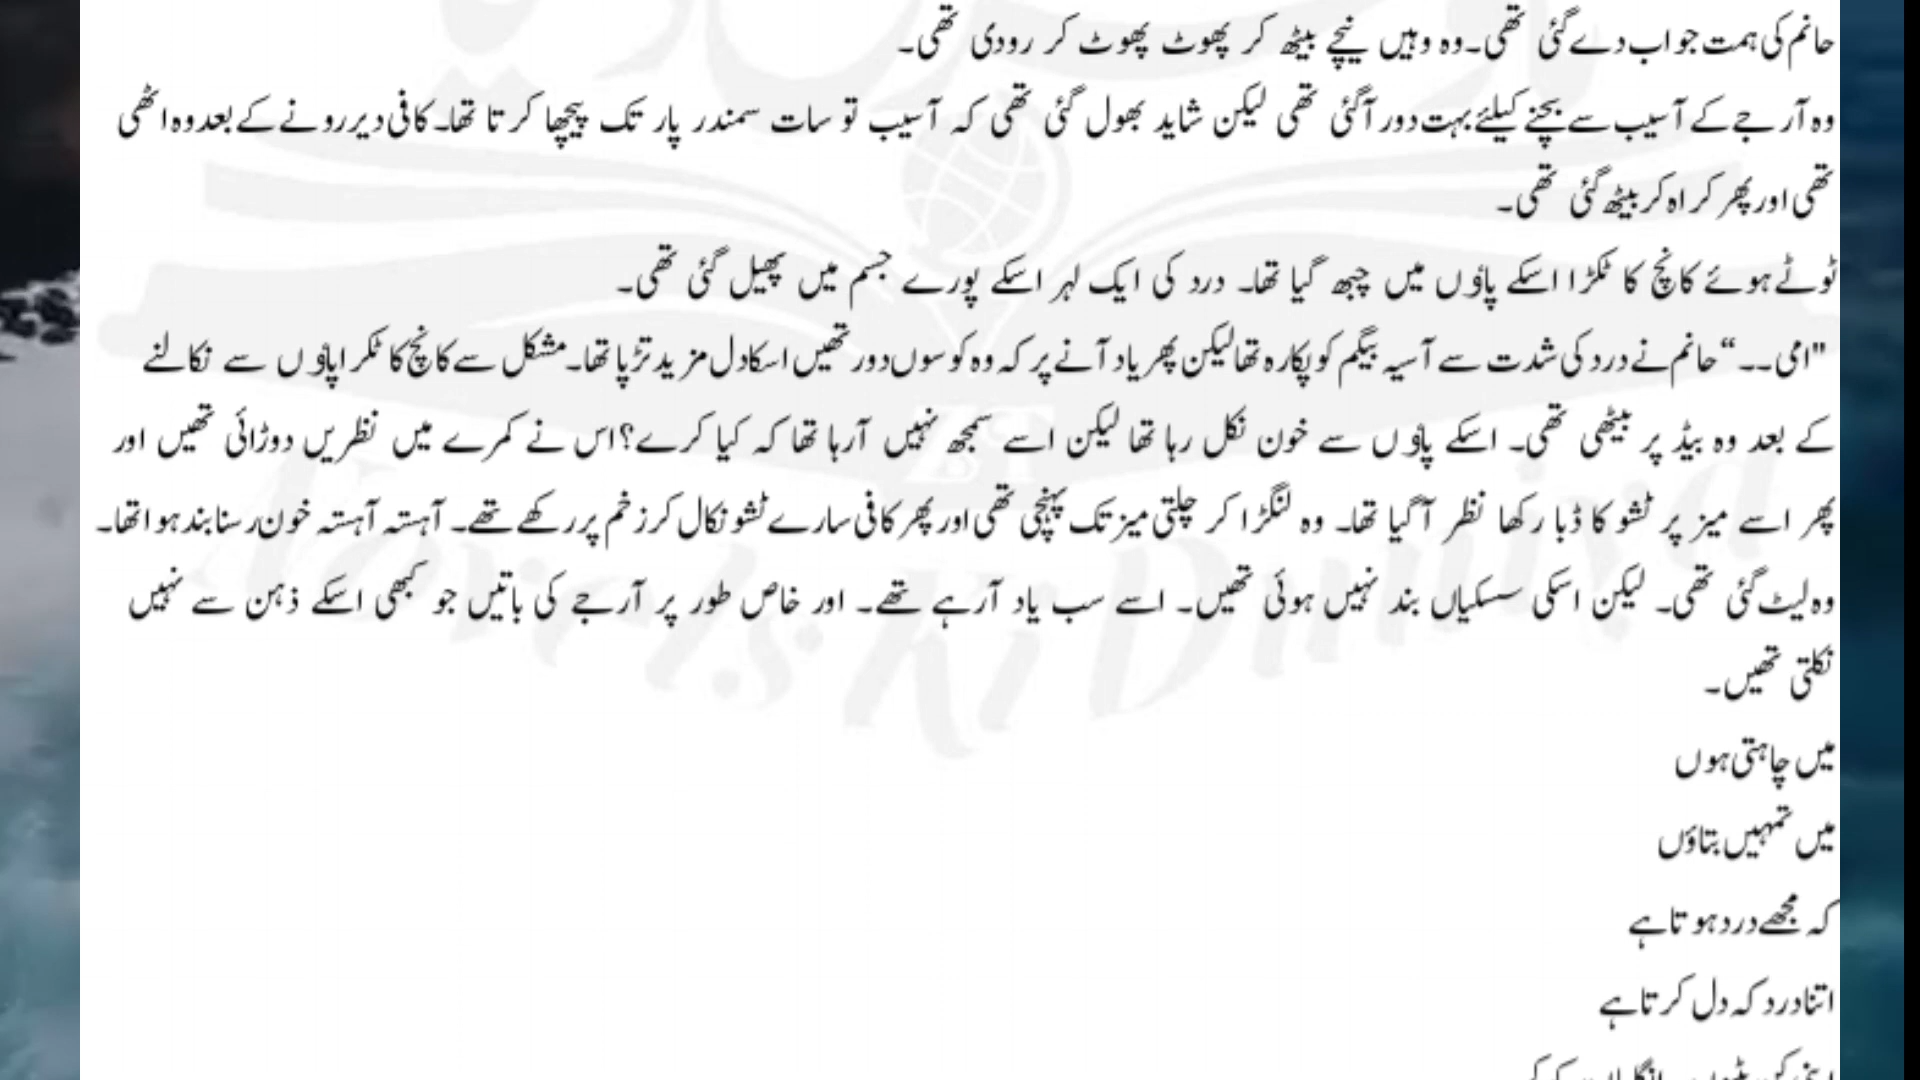 حانم کی ہمت جواب دے گئی تھی۔ وہ وہیں نیچے بیٹھ کر پھوٹ پھوٹ کر رودی تھی۔
وہ آرجے کے آسیب سے بچنے کیلئے بہت دور آگئی تھی لیکن شاید بھول گئی تھی کہ آسیب تو سات سمندر پار تک پیچھا کرتا تھا۔ کافی دیر رونے کے بعد وہ اٹھی
تھی اور پھر کراہ کر بیٹھ گئی تھی۔
ٹوٹے ہوئے کانچ کا ٹکڑا اسکے پاؤں میں چبھ گیا تھا۔ درد کی ایک لہر اسکے پورے جسم میں پھیل گئی تھی۔
"امی۔۔“ حانم نے درد کی شدت سے آسیہ بیگم کو پکارہ تھا لیکن پھر یاد آنے پر کہ وہ کوسوں دور تھیں اسکا دل مزید تڑپا تھا۔ مشکل سے کانچ کا ٹکرا پاؤں سے نکالنے
کے بعد وہ بیڈ پر بیٹھی تھی۔ اسکے پاؤں سے خون نکل رہا تھا لیکن اسے سمجھ نہیں آرہا تھا کہ کیا کرے؟ اس نے کمرے میں نظریں دوڑائی تھیں اور
پھر اسے میز پر ٹشو کا ڈبا رکھا نظر آگیا تھا۔ وہ لنگڑا کر چلتی میز تک پہنچی تھی اور پھر کافی سارے ٹشو نکال کر زخم پر رکھے تھے۔ آہستہ آہستہ خون رسنا بند ہوا تھا۔
وہ لیٹ گئی تھی۔ لیکن اسکی سسکیاں بند نہیں ہوئی تھیں۔ اسے سب یاد آرہے تھے۔ اور خاص طور پر آرجے کی باتیں جو کبھی اسکے ذہن سے نہیں
نکلتی تھیں۔
میں چاہتی ہوں
میں تمہیں بتاؤں
کہ مجھے درد ہوتا ہے
اتنا درد کہ دل کرتا ہے
Novels Ki Duniya